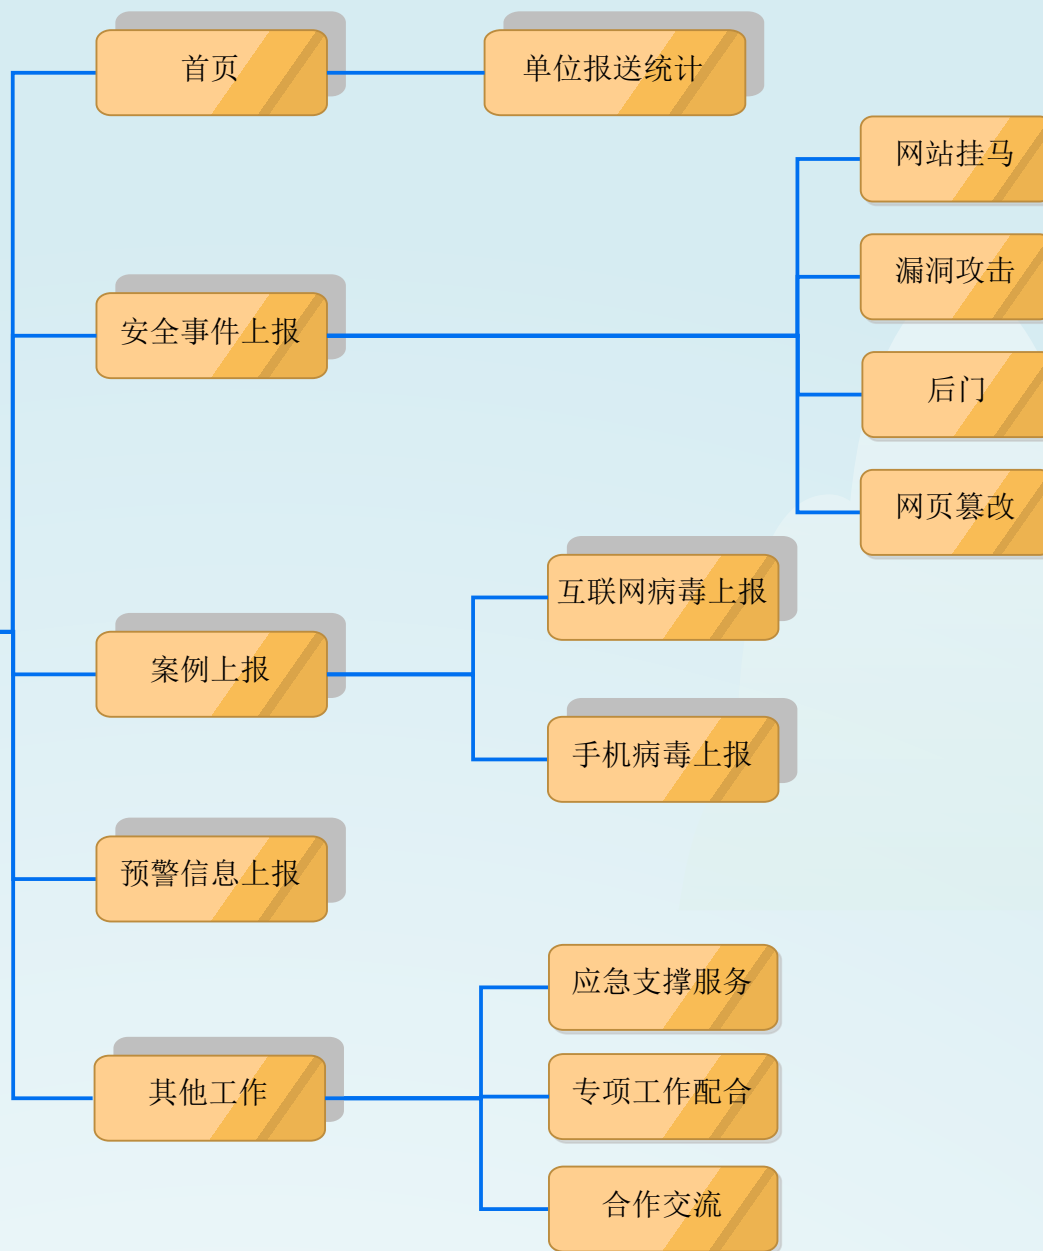 首页
单位报送统计
网站挂马
漏洞攻击
安全事件上报
后门
网页篡改
互联网病毒上报
案例上报
手机病毒上报
预警信息上报
应急支撑服务
其他工作
专项工作配合
合作交流